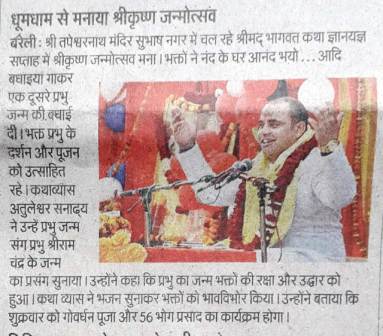 धूमधाम से मनाया श्रीकृष्ण जन्मोत्सव
बरेली : श्री तपेश्वरनाथ मंदिर सुभाष नगर में चल रहे श्रीमद् भागवत कथा ज्ञानयज्ञ
सप्ताह में श्रीकृष्ण जन्मोत्सव मना। भक्तों ने नंद के घर आनंद भयो... आदि
बधाइयां गाकर
एक दूसरे प्रभु
जन्म की बधाई
दी। भक्त प्रभु के
दर्शन और पूजन
को उत्साहित
रहे। कथाव्यास
अतुलेश्वर सनाढ्य
ने उन्हें प्रभु जन्म
संग प्रभु श्रीराम
चंद्र के जन्म
का प्रसंग सुनाया। उन्होंने कहा कि प्रभु का जन्म भक्तों की रक्षा और उद्धार को
हुआ। कथा व्यास ने भजन सुनाकर भक्तों को भावविभोर किया। उन्होंने बताया कि
शुक्रवार को गोवर्धन पूजा और 56 भोग प्रसाद का कार्यक्रम होगा।